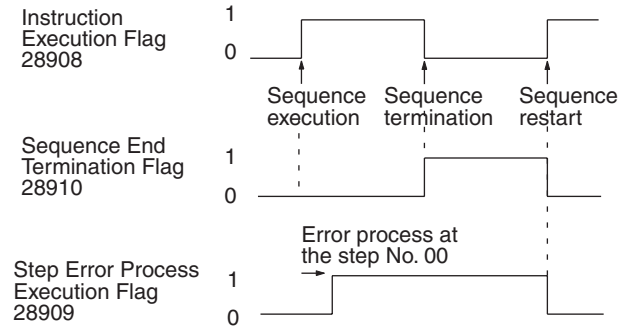 Instruction
Execution Flag
28908
1
0
Sequence execution
Sequence termination
Sequence restart
Sequence End
Termination Flag
28910
1
0
Error process at
the step No. 00
Step Error Process
Execution Flag
28909
1
0